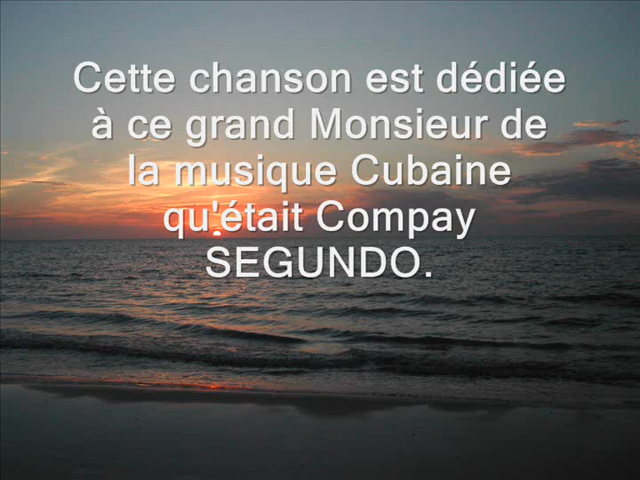 Cette chanson est dédiée
à ce grand Monsieur de
la musique Cubaine
qu'était Compay
SEGUNDO.